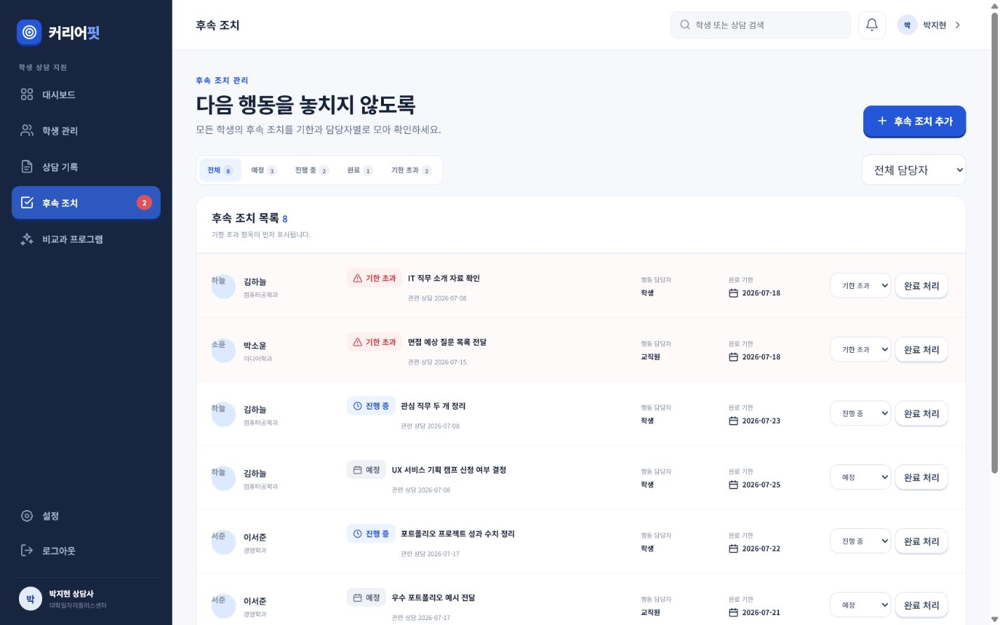 커리어핏
학생 상담 지원
대시보드
학생 관리
상담 기록
후속 조치 2
비교과 프로그램
설정
로그아웃
박 박지현 상담사
대학일자리플러스센터
후속 조치
학생 또는 상담 검색
박 박지현
후속 조치 관리
다음 행동을 놓치지 않도록
모든 학생의 후속 조치를 기한과 담당자별로 모아 확인하세요.
후속 조치 추가
전체 8 예정 3 진행 중 2 완료 1 기한 초과 2
전체 담당자
후속 조치 목록 8
기한 초과 항목이 먼저 표시됩니다.
하늘 김하늘
컴퓨터공학과
기한 초과 IT 직무 소개 자료 확인
관련 상담 2026-07-08
행동 담당자
학생
완료 기한
2026-07-18
기한 초과 완료 처리
소윤 박소윤
미디어학과
기한 초과 면접 예상 질문 목록 전달
관련 상담 2026-07-15
행동 담당자
교직원
완료 기한
2026-07-18
기한 초과 완료 처리
하늘 김하늘
컴퓨터공학과
진행 중 관심 직무 두 개 정리
관련 상담 2026-07-08
행동 담당자
학생
완료 기한
2026-07-23
진행 중 완료 처리
하늘 김하늘
컴퓨터공학과
예정 UX 서비스 기획 캠프 신청 여부 결정
관련 상담 2026-07-08
행동 담당자
학생
완료 기한
2026-07-25
예정 완료 처리
서준 이서준
경영학과
진행 중 포트폴리오 프로젝트 성과 수치 정리
관련 상담 2026-07-17
행동 담당자
학생
완료 기한
2026-07-22
진행 중 완료 처리
서준 이서준
경영학과
예정 우수 포트폴리오 예시 전달
관련 상담 2026-07-17
행동 담당자
교직원
완료 기한
2026-07-21
예정 완료 처리